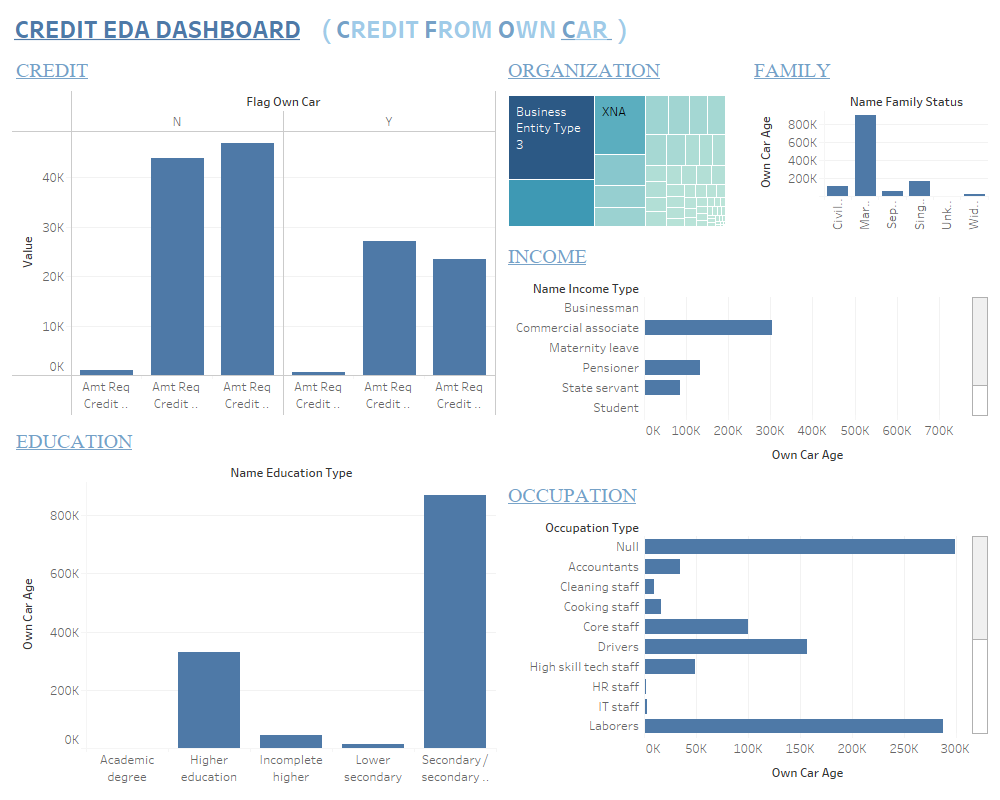 CREDIT EDA DASHBOARD ( CREDIT FROM OWN CAR )
CREDIT
Flag Own Car
N Y
Value
40K
30K
20K
10K
0K
Amt Req Credit ..
Amt Req Credit ..
Amt Req Credit ..
Amt Req Credit ..
Amt Req Credit ..
Amt Req Credit ..
ORGANIZATION
Business
Entity Type
3
XNA
FAMILY
Name Family Status
Own Car Age
800K
600K
400K
200K
Civil..
Mar..
Sep..
Sing..
Unk..
Wid..
INCOME
Name Income Type
Businessman
Commercial associate
Maternity leave
Pensioner
State servant
Student
0K 100K 200K 300K 400K 500K 600K 700K
Own Car Age
EDUCATION
Name Education Type
Own Car Age
800K
600K
400K
200K
0K
Academic degree
Higher education
Incomplete higher
Lower secondary
Secondary / secondary ..
OCCUPATION
Occupation Type
Null
Accountants
Cleaning staff
Cooking staff
Core staff
Drivers
High skill tech staff
HR staff
IT staff
Laborers
0K 50K 100K 150K 200K 250K 300K
Own Car Age